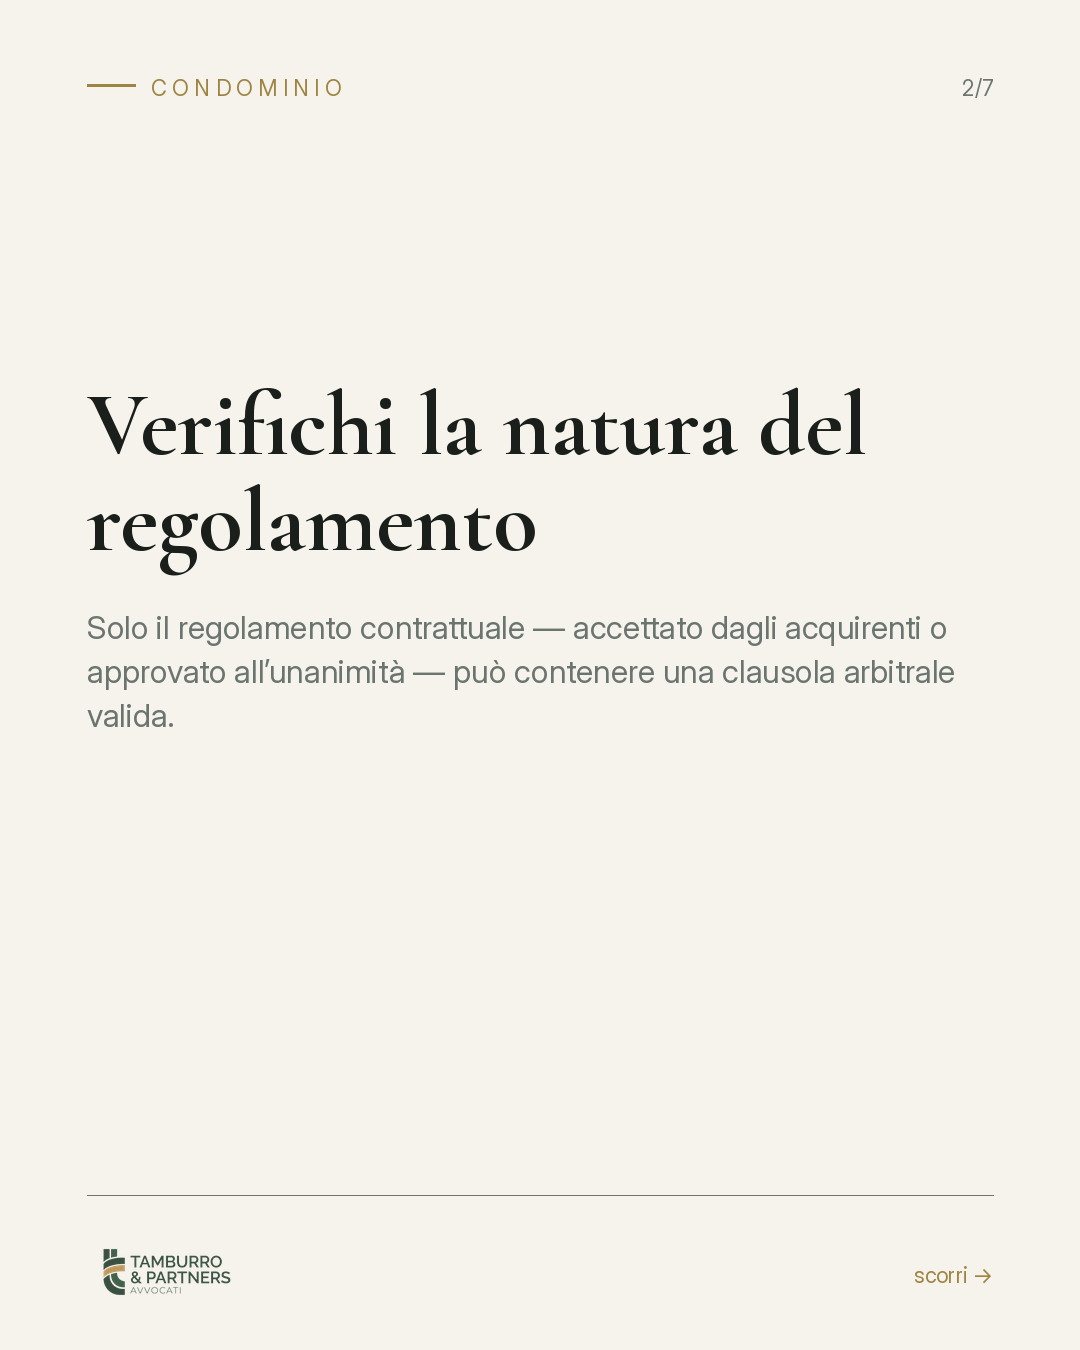 CONDOMINIO
2/7
Verifichi la natura del
regolamento
Solo il regolamento contrattuale — accettato dagli acquirenti o
approvato all’unanimità — può contenere una clausola arbitrale
valida.
TAMBURRO
& PARTNERS
AVVOCATI
scorri →